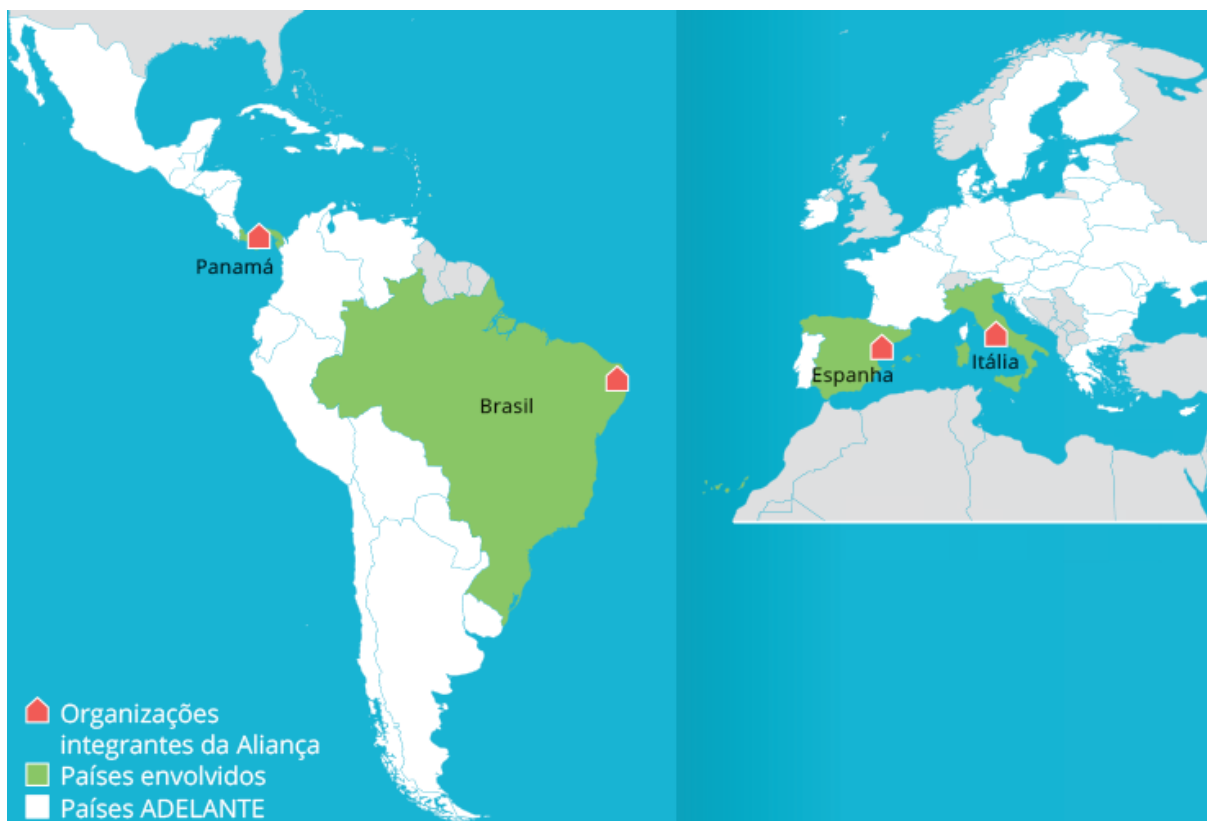 Panamá
Brasil
Espanha
Itália
Organizações
integrantes da Aliança
Países envolvidos
Países ADELANTE